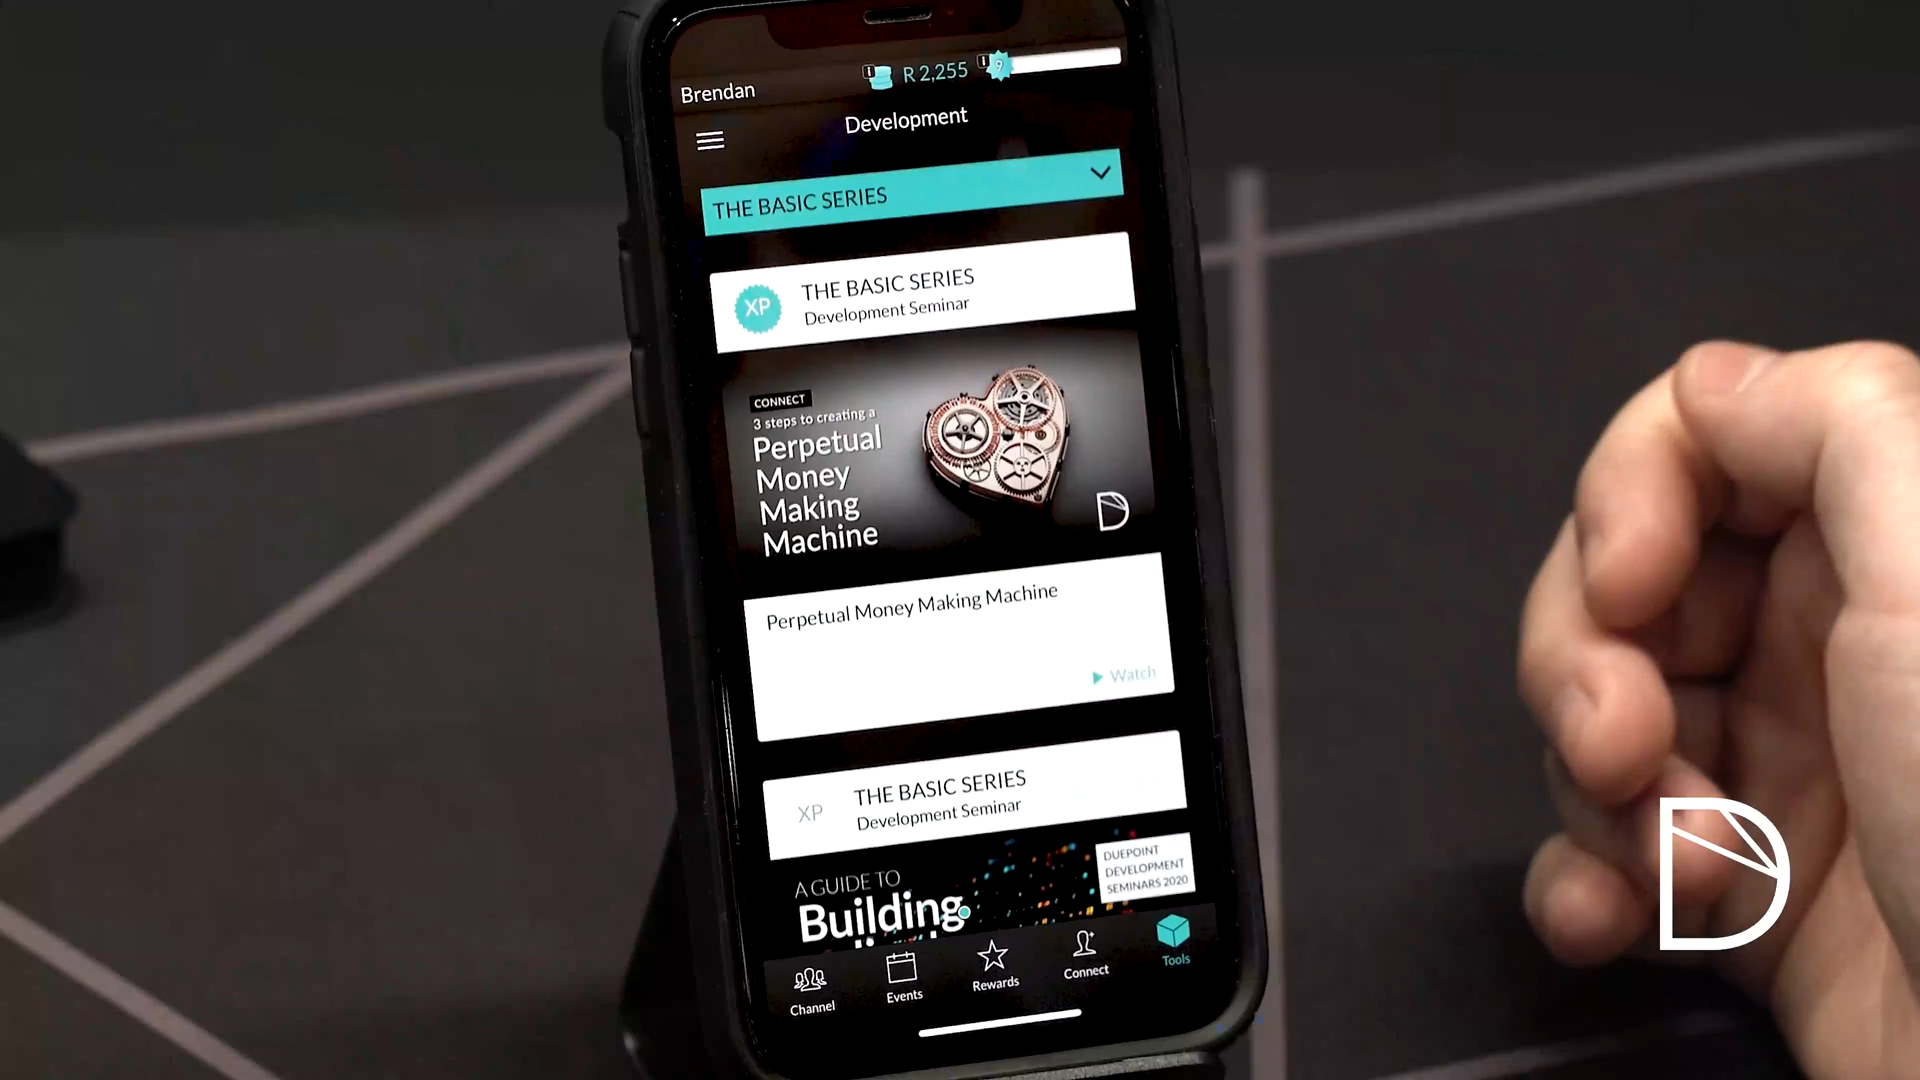 Brendan
R 2,255
9
Development
THE BASIC SERIES
XP
THE BASIC SERIES
Development Seminar
CONNECT
3 steps to creating a
Perpetual
Money
Making
Machine
Perpetual Money Making Machine
Watch
XP
THE BASIC SERIES
Development Seminar
A GUIDE TO
Building
DUEPOINT
DEVELOPMENT
SEMINARS 2020
Channel
Events
Rewards
Connect
Tools